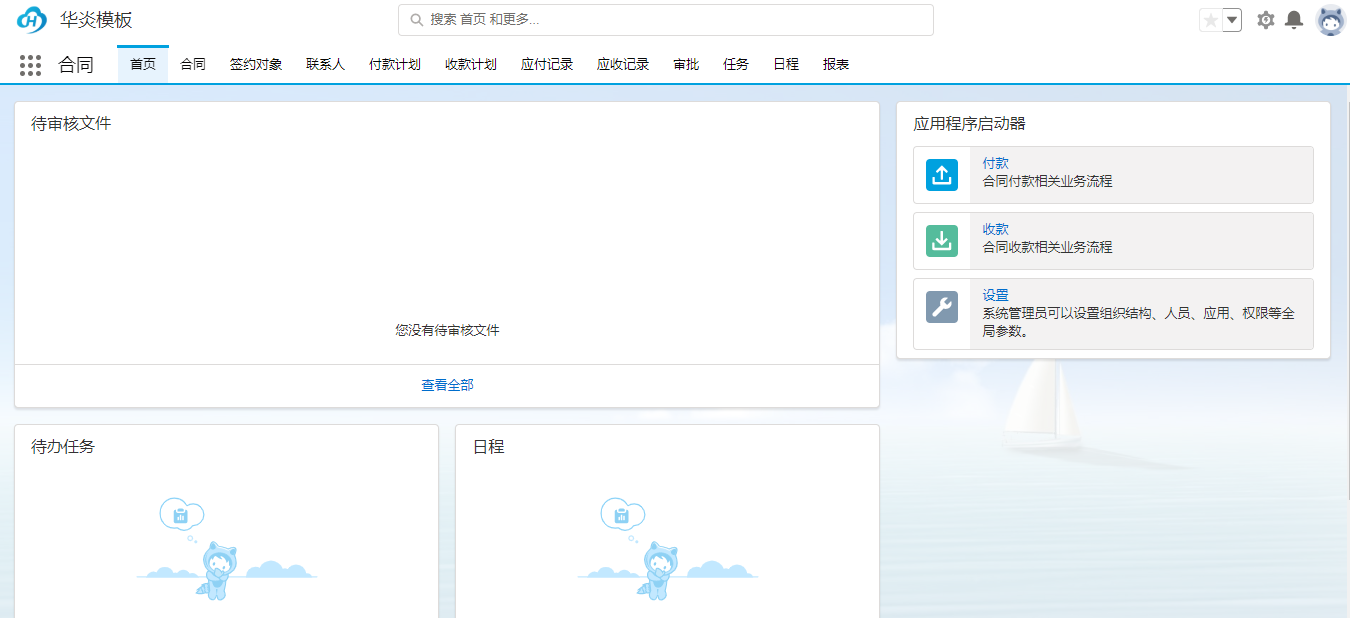 华炎模板
搜索 首页 和更多...
合同
首页 合同 签约对象 联系人 付款计划 收款计划 应付记录 应收记录 审批 任务 日程 报表
待审核文件
您没有待审核文件
查看全部
应用程序启动器
付款
合同付款相关业务流程
收款
合同收款相关业务流程
设置
系统管理员可以设置组织结构、人员、应用、权限等全
局参数。
待办任务
日程